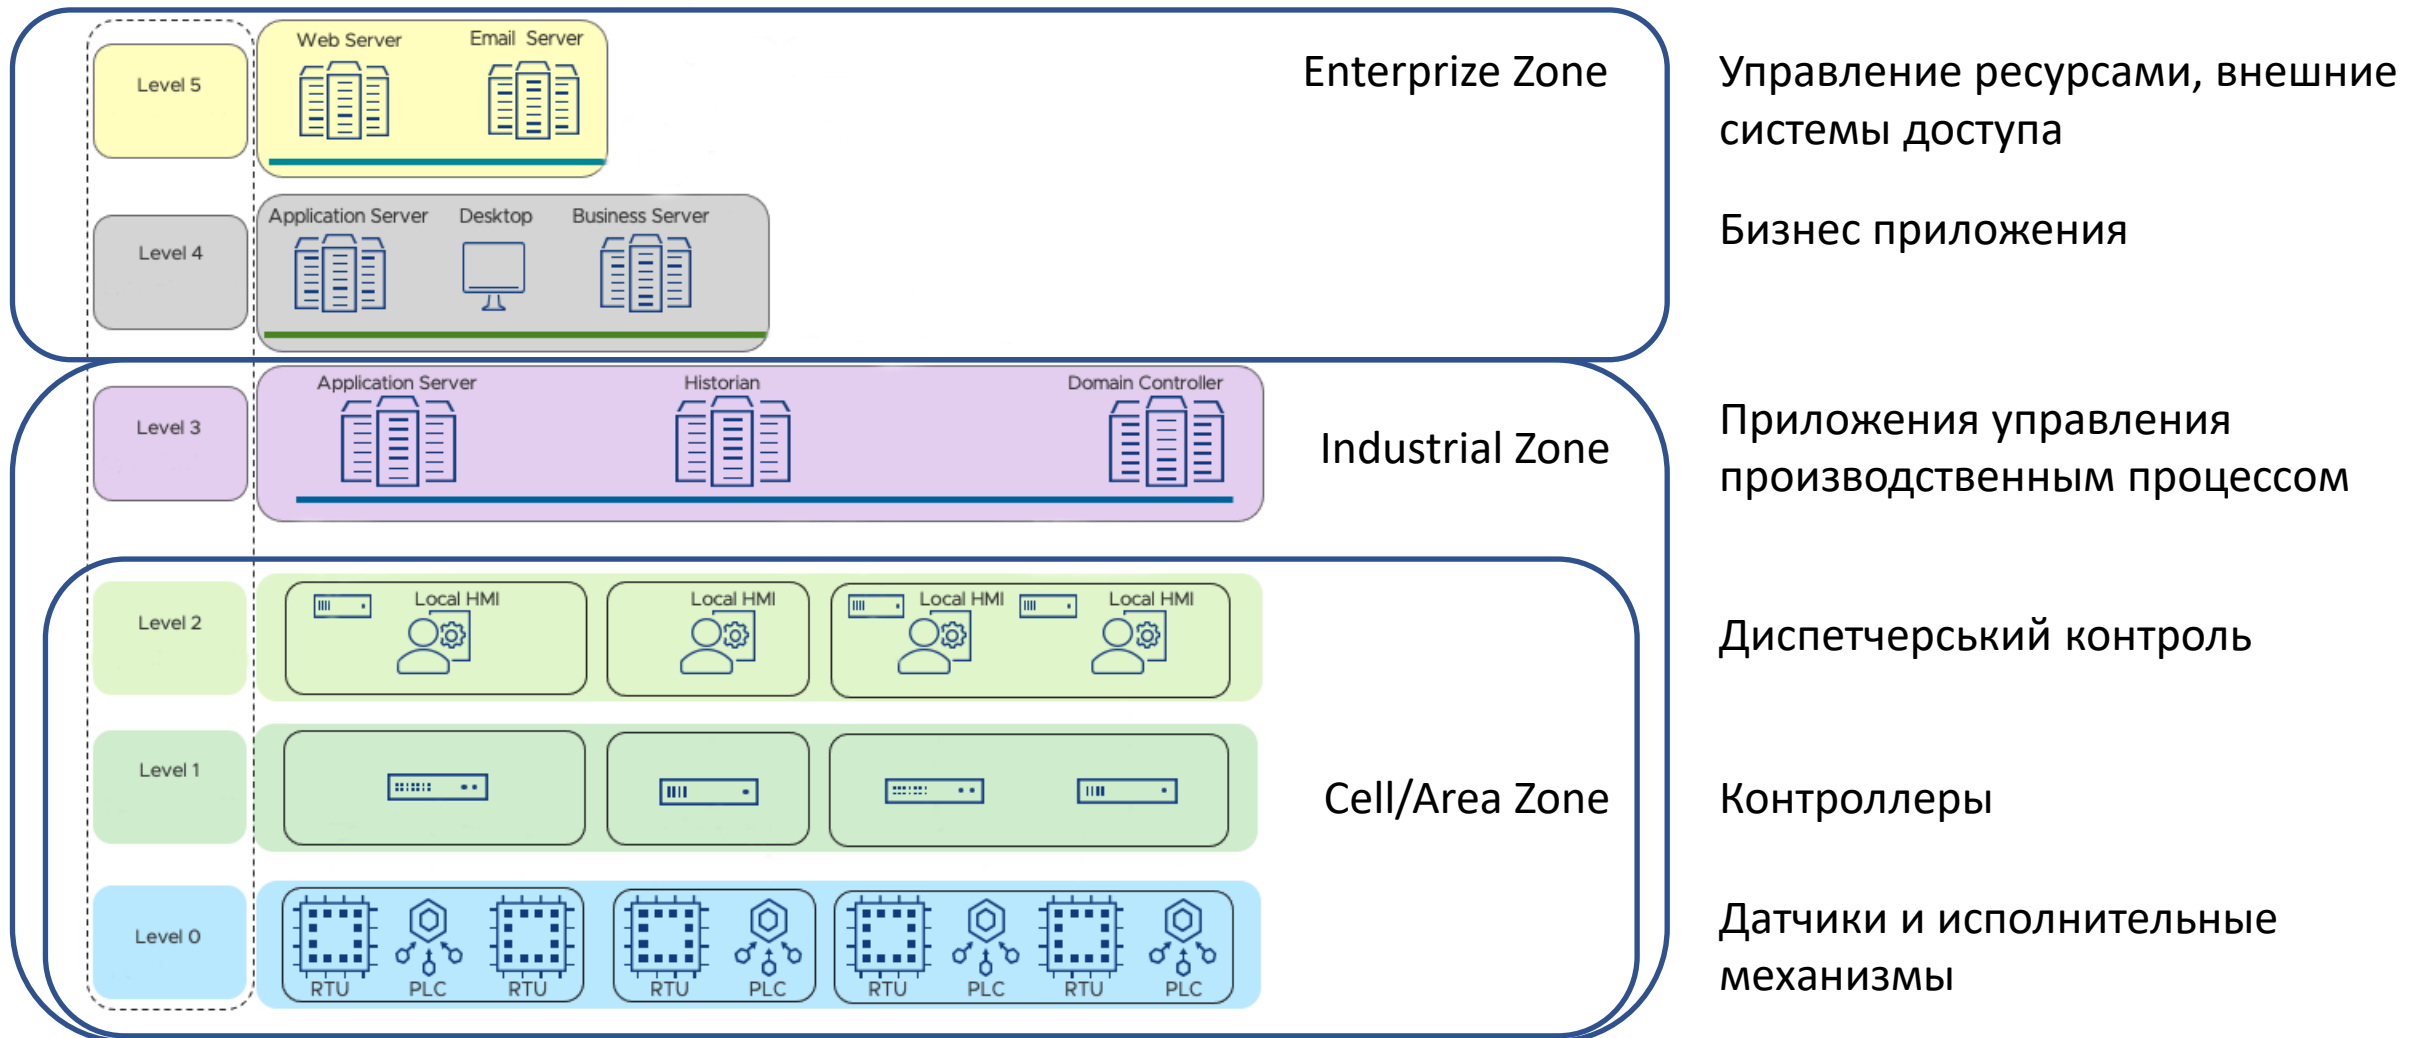 Web Server
Email Server
Enterprize Zone
Управление ресурсами, внешние
системы доступа
Level 5
Application Server
Desktop
Business Server
Бизнес приложения
Level 4
Application Server
Historian
Domain Controller
Приложения управления
производственным процессом
Level 3
Industrial Zone
Local HMI
Local HMI
Local HMI
Local HMI
Level 2
Диспетчерський контроль
Level 1
Cell/Area Zone
Контроллеры
Level 0
Датчики и исполнительные
механизмы
RTU
PLC
RTU
RTU
PLC
RTU
PLC
RTU
PLC